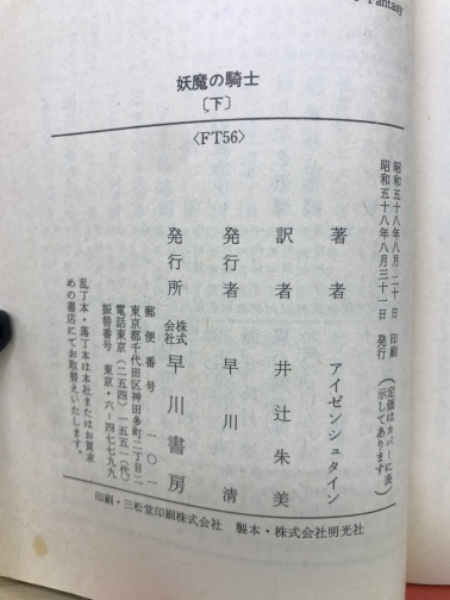 Fantasy
妖魔の騎士
〔下〕
〈FT56〉
昭和五十八年八月二十日 印刷
昭和五十八年八月三十一日 発行
(定価はカバーに表示してあります)
著者 アイゼンシュタイン
訳者 井辻朱美
発行者 早川清
発行所 株式会社 早川書房
郵便番号 一〇一
東京都千代田区神田多町二丁目二
電話東京(二五四)一五五一(代)
振替番号 東京・六-四七七九九
乱丁本・落丁本は本社またはお買求
めの書店にてお取替えいたします。
印刷・三松堂印刷株式会社 製本・株式会社明光社